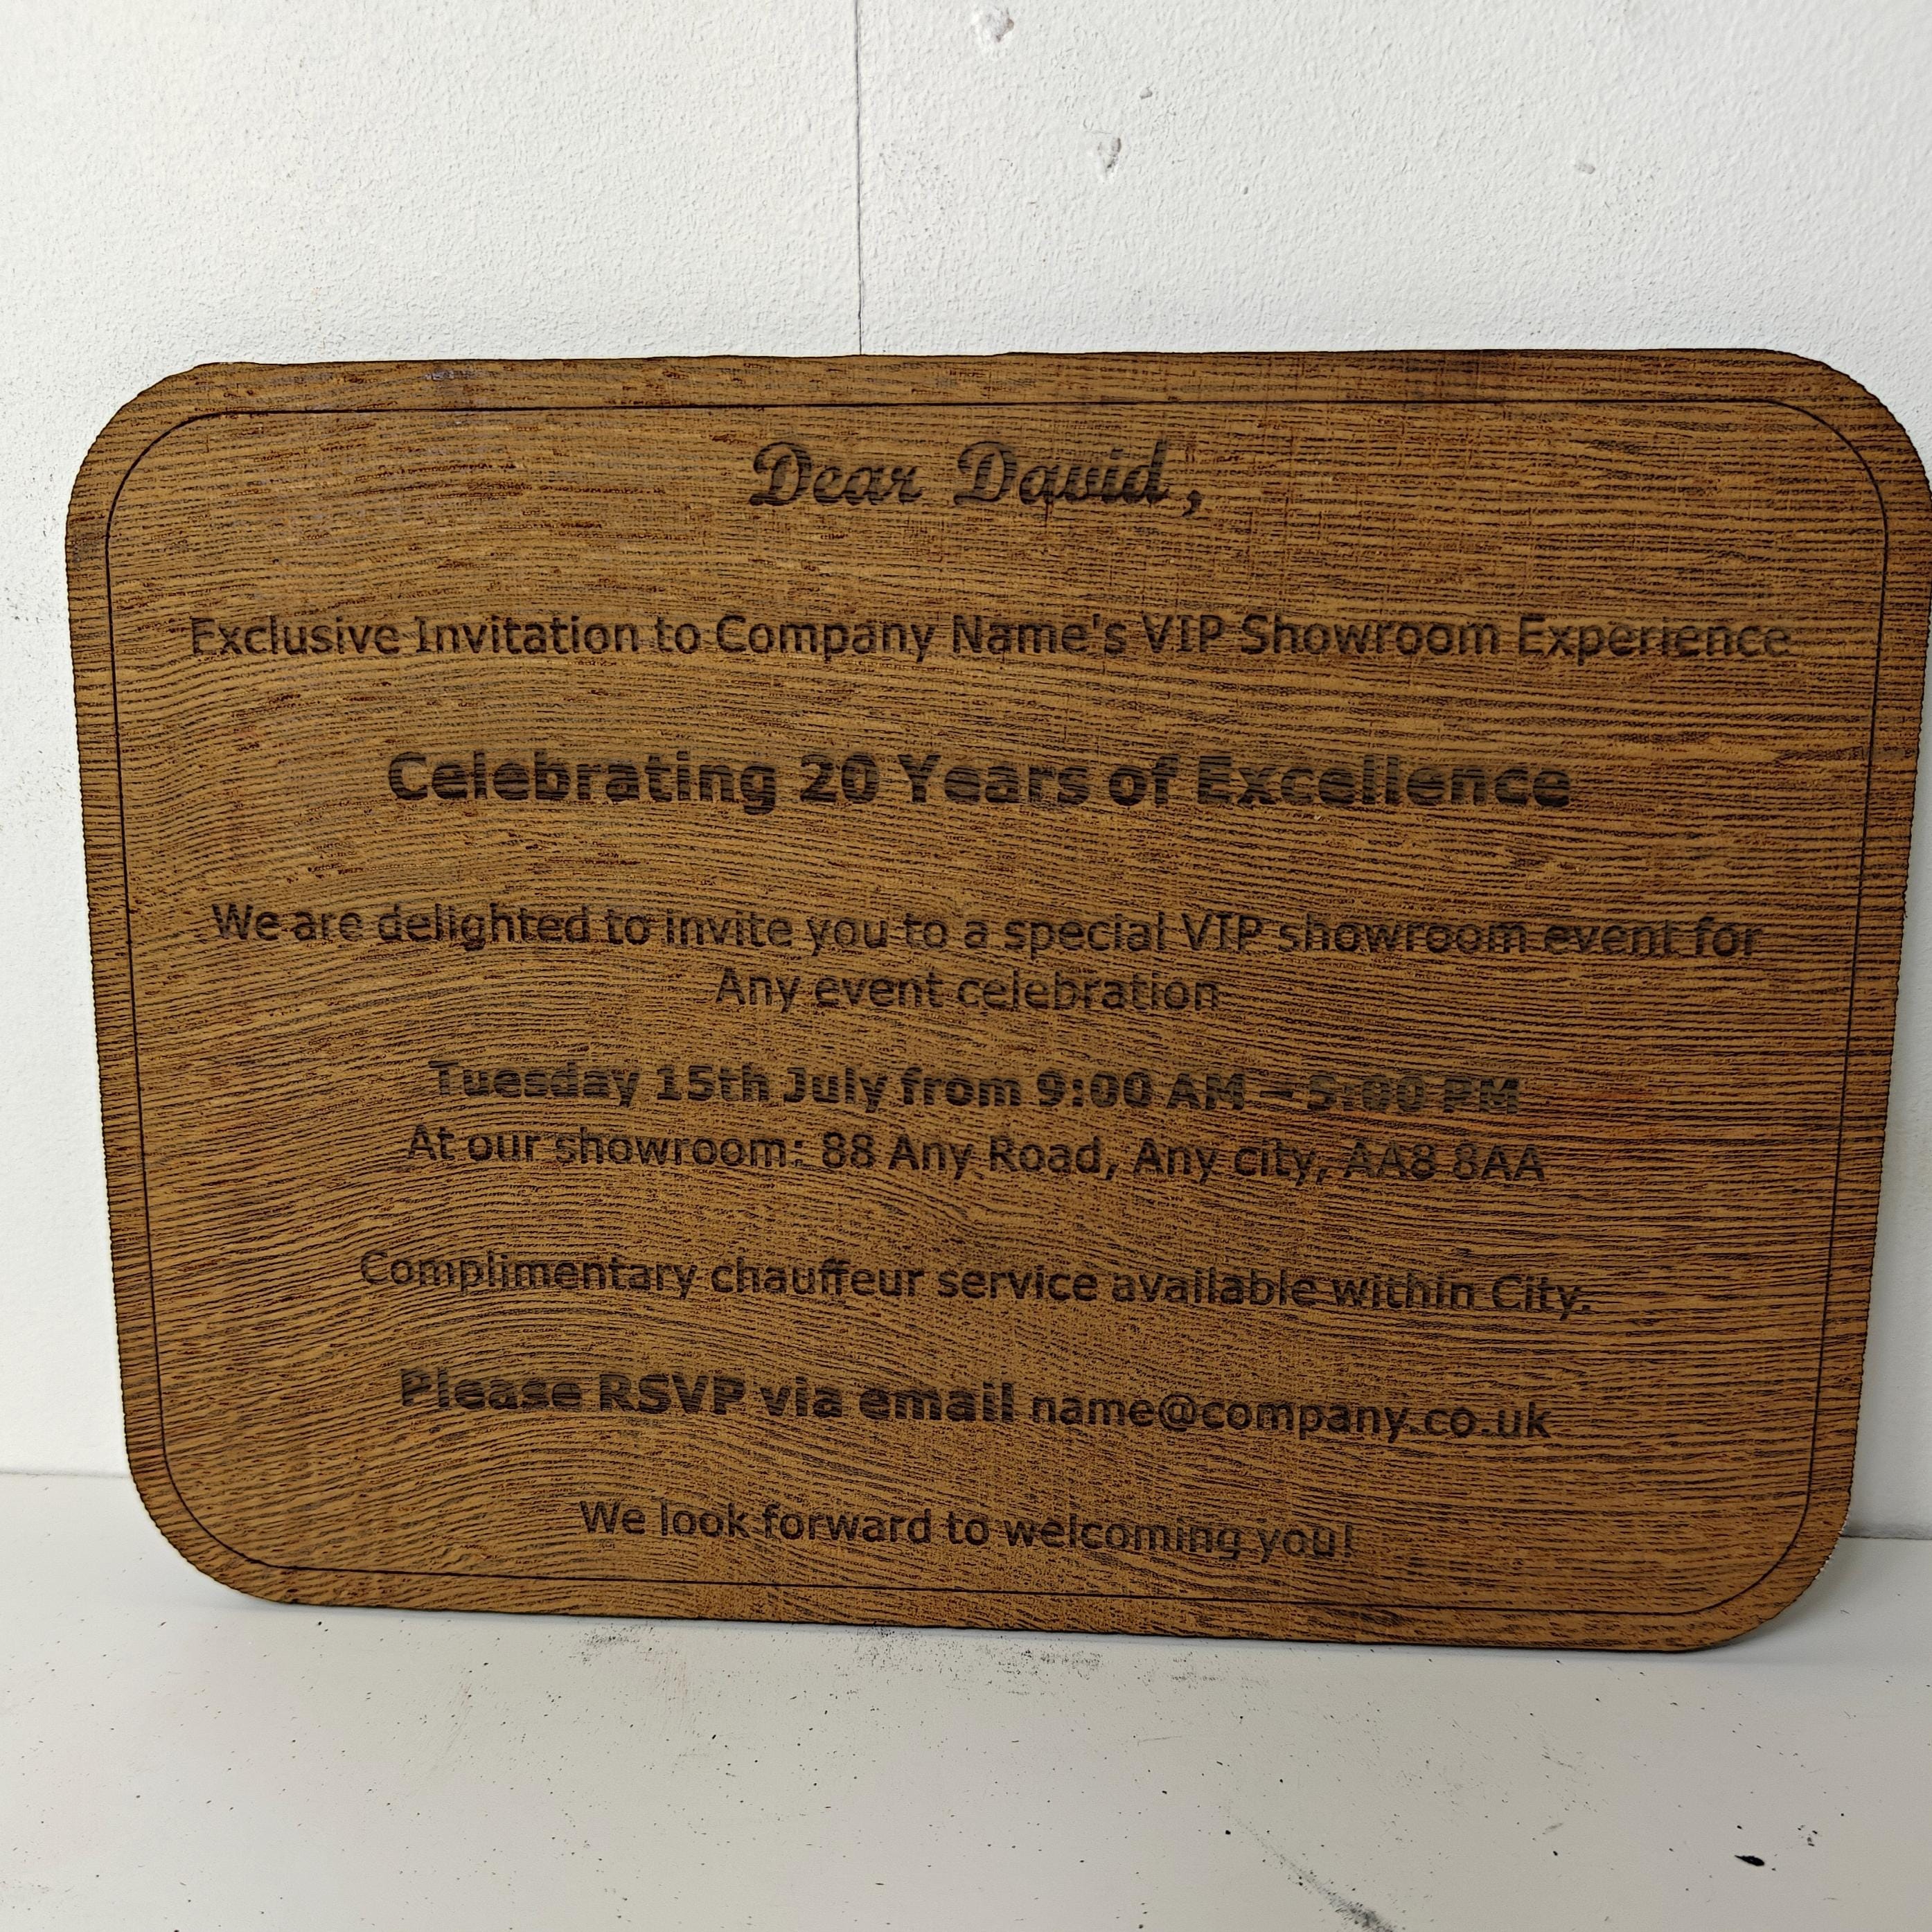 Dear David,
Exclusive Invitation to Company Name's VIP Showroom Experience
Celebrating 20 Years of Excellence
We are delighted to invite you to a special VIP showroom event for
Any event celebration
Tuesday 15th July from 9:00 AM – 5:00 PM
At our showroom: 88 Any Road, Any city, AA8 8AA
Complimentary chauffeur service available within City.
Please RSVP via email name@company.co.uk
We look forward to welcoming you!